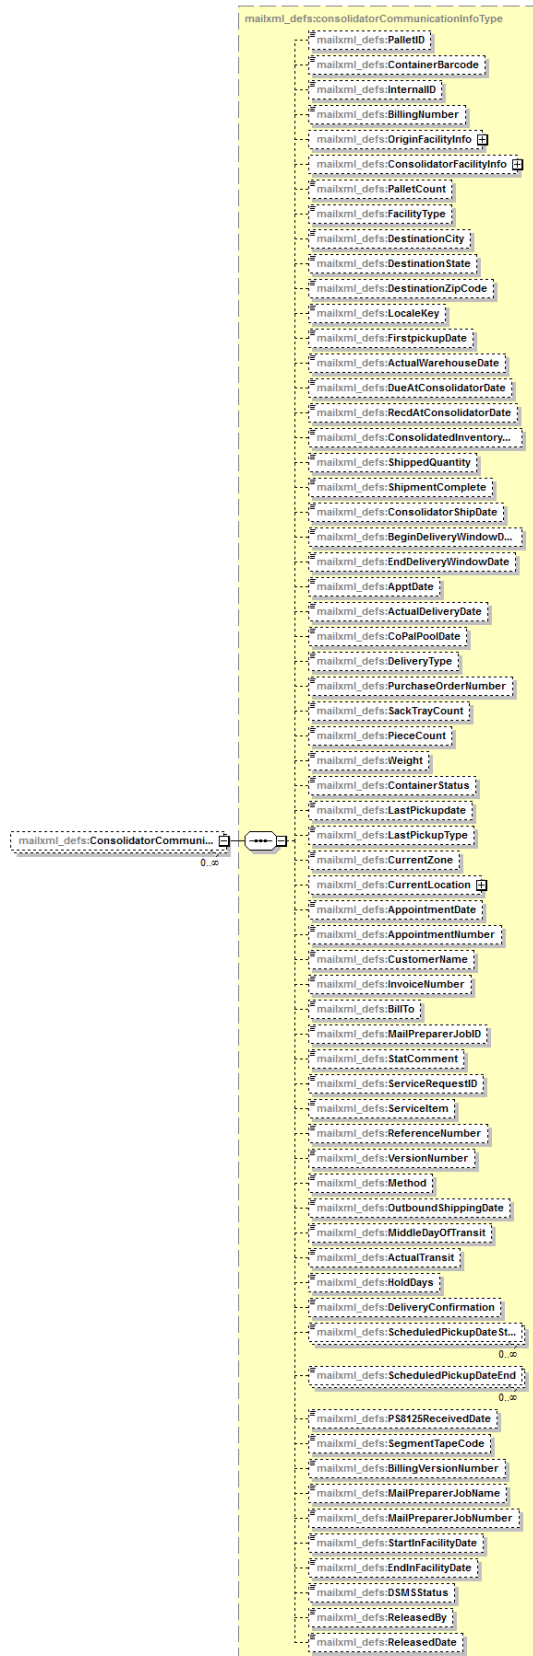 mailxml_defs:consolidatorCommunicationInfoType
mailxml_defs:PalletID
mailxml_defs:ContainerBarcode
mailxml_defs:InternalID
mailxml_defs:BillingNumber
mailxml_defs:OriginFacilityInfo
mailxml_defs:ConsolidatorFacilityInfo
mailxml_defs:PalletCount
mailxml_defs:FacilityType
mailxml_defs:DestinationCity
mailxml_defs:DestinationState
mailxml_defs:DestinationZipCode
mailxml_defs:LocaleKey
mailxml_defs:FirstpickupDate
mailxml_defs:ActualWarehouseDate
mailxml_defs:DueAtConsolidatorDate
mailxml_defs:RecdAtConsolidatorDate
mailxml_defs:ConsolidatedInventory...
mailxml_defs:ShippedQuantity
mailxml_defs:ShipmentComplete
mailxml_defs:ConsolidatorShipDate
mailxml_defs:BeginDeliveryWindowD...
mailxml_defs:EndDeliveryWindowDate
mailxml_defs:ApptDate
mailxml_defs:ActualDeliveryDate
mailxml_defs:CoPalPoolDate
mailxml_defs:DeliveryType
mailxml_defs:PurchaseOrderNumber
mailxml_defs:SackTrayCount
mailxml_defs:PieceCount
mailxml_defs:Weight
mailxml_defs:ContainerStatus
mailxml_defs:LastPickupdate
mailxml_defs:LastPickupType
mailxml_defs:ConsolidatorCommuni...
0..∞
mailxml_defs:CurrentZone
mailxml_defs:CurrentLocation
mailxml_defs:AppointmentDate
mailxml_defs:AppointmentNumber
mailxml_defs:CustomerName
mailxml_defs:InvoiceNumber
mailxml_defs:BillTo
mailxml_defs:MailPreparerJobID
mailxml_defs:StatComment
mailxml_defs:ServiceRequestID
mailxml_defs:ServiceItem
mailxml_defs:ReferenceNumber
mailxml_defs:VersionNumber
mailxml_defs:Method
mailxml_defs:OutboundShippingDate
mailxml_defs:MiddleDayOfTransit
mailxml_defs:ActualTransit
mailxml_defs:HoldDays
mailxml_defs:DeliveryConfirmation
mailxml_defs:ScheduledPickupDateSt...
0..∞
mailxml_defs:ScheduledPickupDateEnd
0..∞
mailxml_defs:PS8125ReceivedDate
mailxml_defs:SegmentTapeCode
mailxml_defs:BillingVersionNumber
mailxml_defs:MailPreparerJobName
mailxml_defs:MailPreparerJobNumber
mailxml_defs:StartInFacilityDate
mailxml_defs:EndInFacilityDate
mailxml_defs:DSMSStatus
mailxml_defs:ReleasedBy
mailxml_defs:ReleasedDate